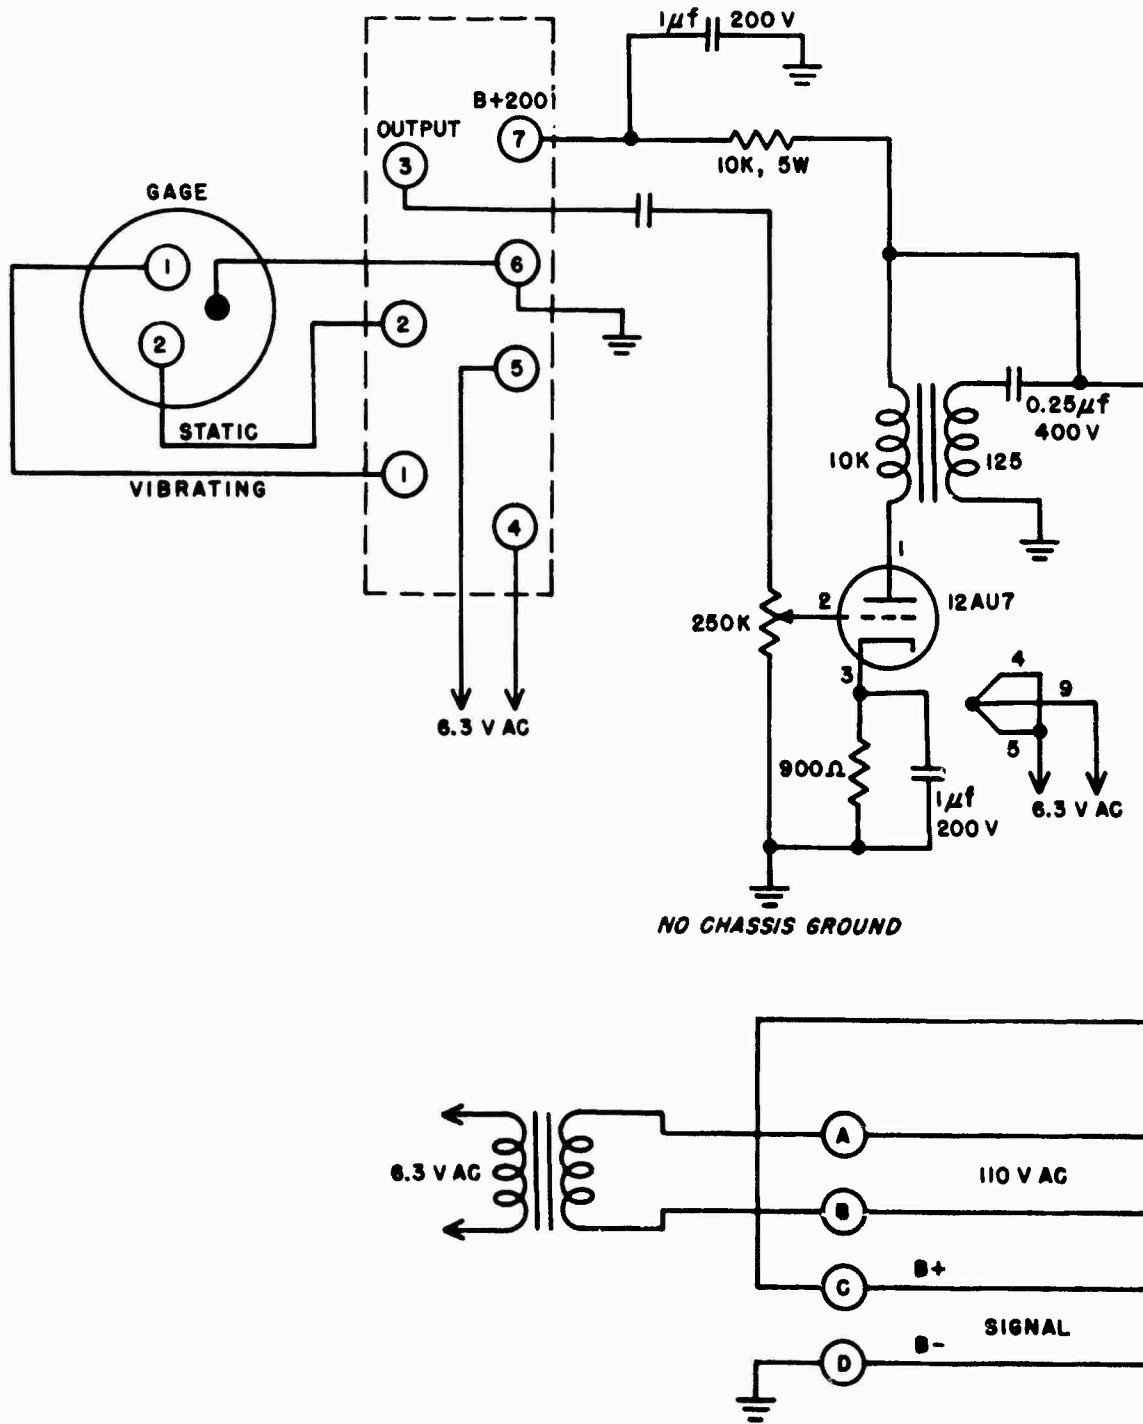 1μf 200 V
B+200
OUTPUT
7
3
10K, 5W
GAGE
1
6
2
2
5
0.25μf
400 V
STATIC
10K
125
VIBRATING
1
4
1
2
12AU7
250K
3
4
9
5
6.3 V AC
900Ω
1μf
200 V
6.3 V AC
NO CHASSIS GROUND
A
6.3 V AC
110 V AC
B
B+
C
SIGNAL
B-
D